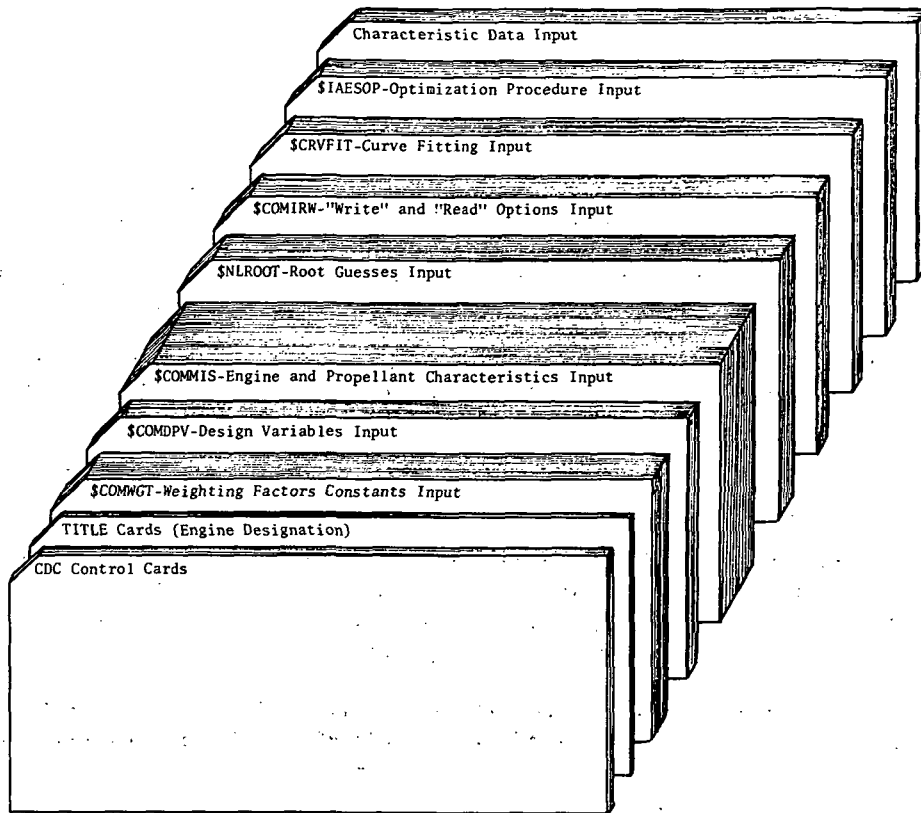 Characteristic Data Input
$IAESOP-Optimization Procedure Input
$CRVFIT-Curve Fitting Input
$COMIRW-"Write" and "Read" Options Input
$NLROOT-Root Guesses Input
$COMMIS-Engine and Propellant Characteristics Input
$COMDPV-Design Variables Input
$COMWGT-Weighting Factors Constants Input
TITLE Cards (Engine Designation)
CDC Control Cards